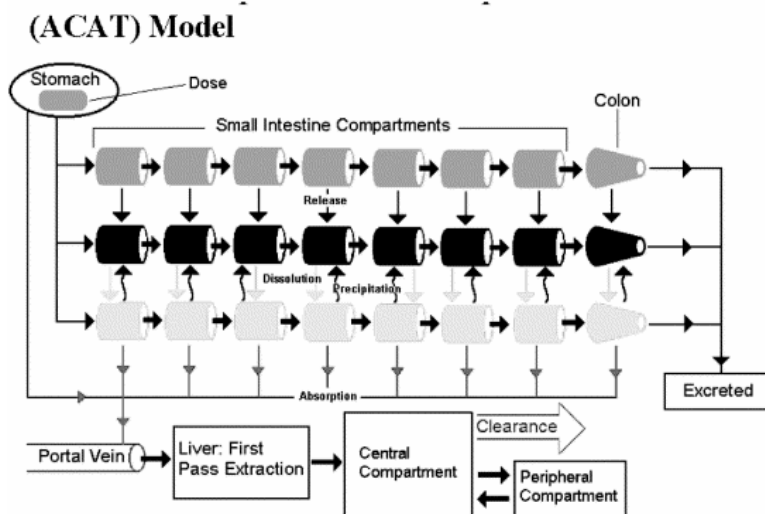 (ACAT) Model
Stomach
Dose
Small Intestine Compartments
Colon
Release
Dissolution
Precipitation
Absorption
Excreted
Portal Vein
Liver: First
Pass Extraction
Central
Compartment
Clearance
Peripheral
Compartment